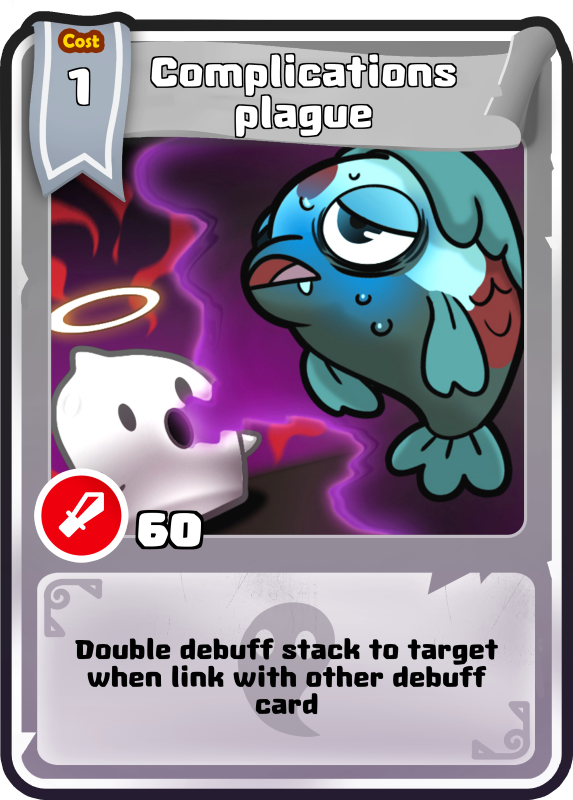 Cost
1
Complications
plague
60
Double debuff stack to target
when link with other debuff
card